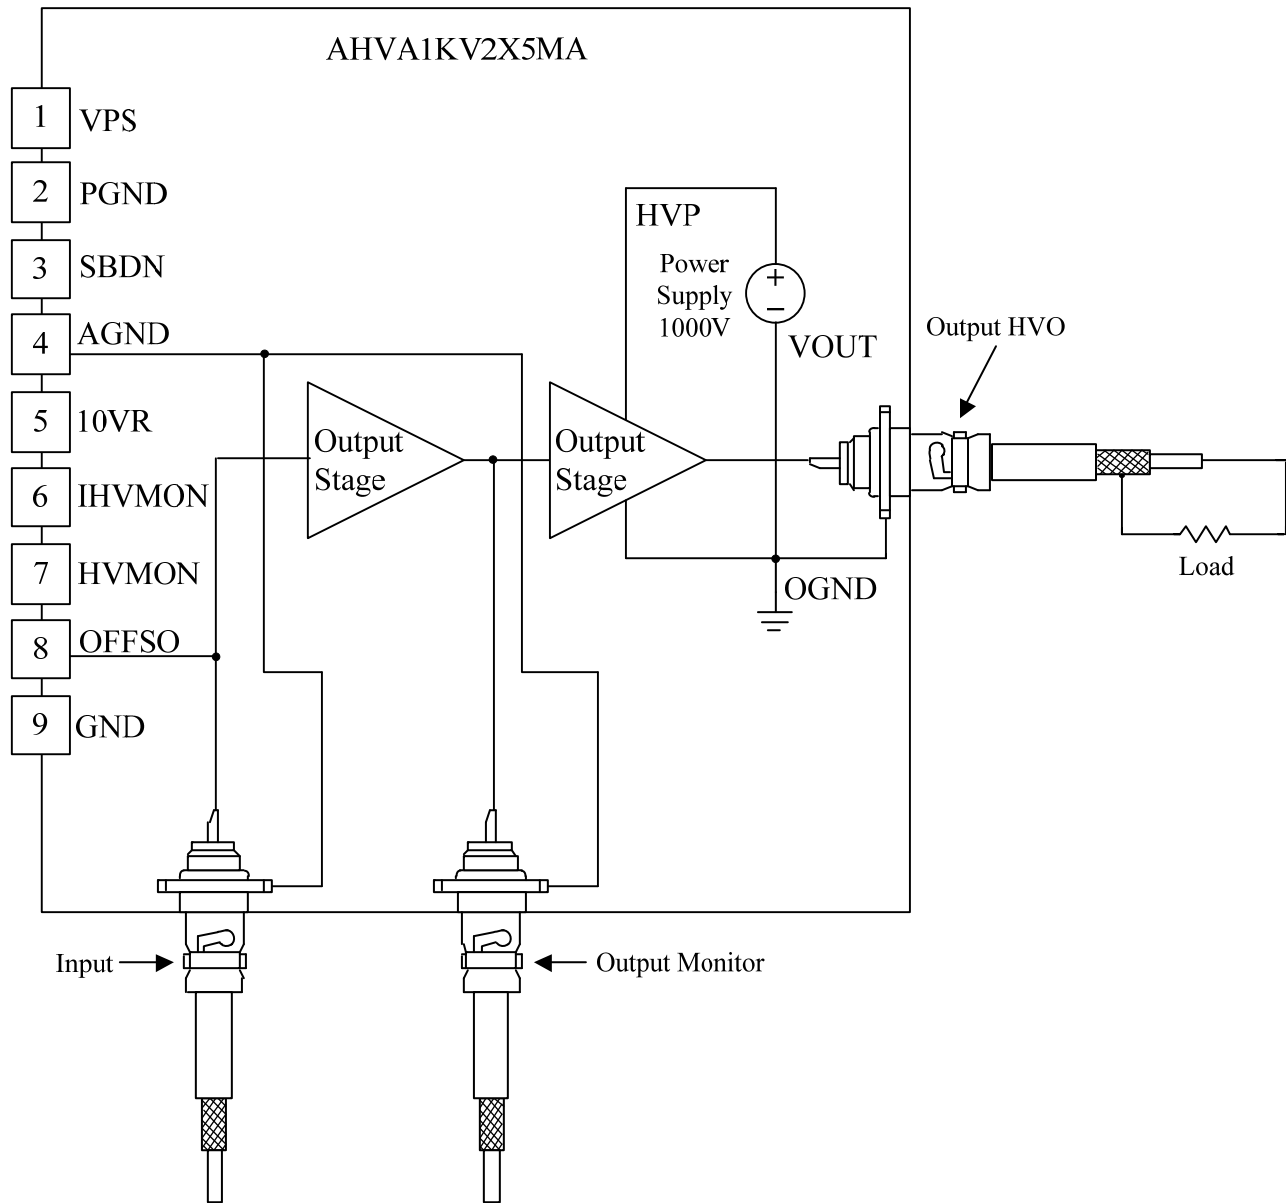 AHVA1KV2X5MA
1 VPS
2 PGND
3 SBDN
4 AGND
5 10VR
6 IHVMON
7 HVMON
8 OFFSO
9 GND
HVP
Power
Supply
1000V
+
−
VOUT
Output HVO
Output
Stage
Output
Stage
Load
OGND
Input
Output Monitor